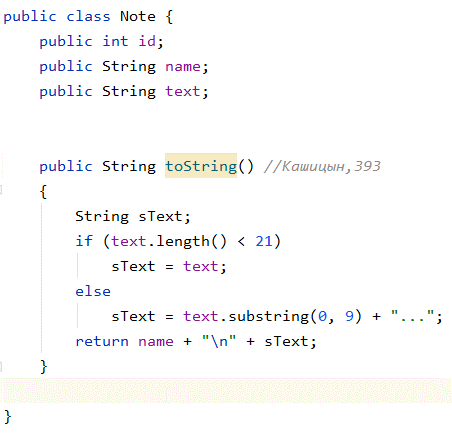 public class Note {
    public int id;
    public String name;
    public String text;
    public String toString() //Кашицын,393
    {
        String sText;
        if (text.length() < 21)
            sText = text;
        else
            sText = text.substring(0, 9) + "...";
        return name + "\n" + sText;
    }
}